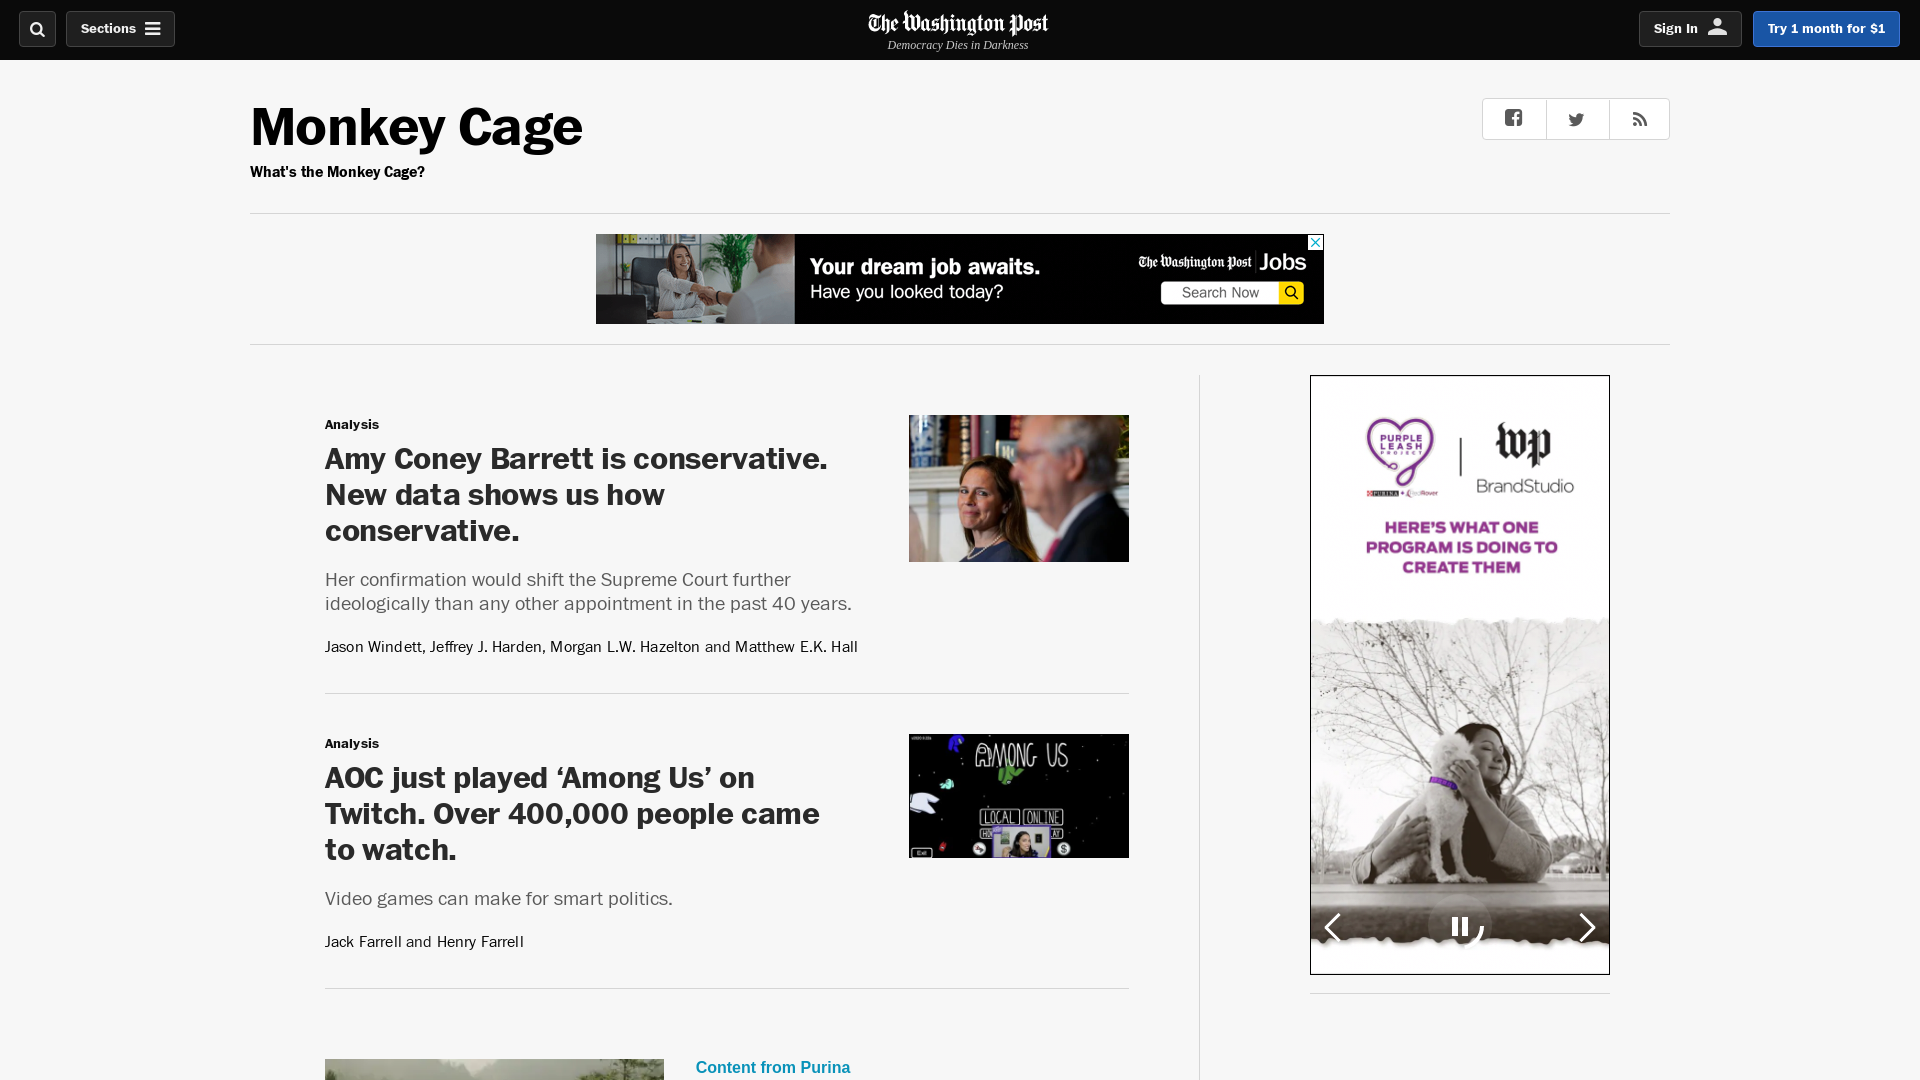 Sections
The Washington Post
Democracy Dies in Darkness
Sign In
Try 1 month for $1
Monkey Cage
What's the Monkey Cage?
Your dream job awaits.
Have you looked today?
The Washington Post Jobs
Search Now
Analysis
Amy Coney Barrett is conservative.
New data shows us how
conservative.
Her confirmation would shift the Supreme Court further
ideologically than any other appointment in the past 40 years.
Jason Windett, Jeffrey J. Harden, Morgan L.W. Hazelton and Matthew E.K. Hall
Analysis
AOC just played ‘Among Us’ on
Twitch. Over 400,000 people came
to watch.
Video games can make for smart politics.
Jack Farrell and Henry Farrell
AMONG US
LOCAL ONLINE
Exit
Content from Purina
PURPLE
LEASH
PROJECT
PURINA
wp
BrandStudio
HERE'S WHAT ONE
PROGRAM IS DOING TO
CREATE THEM